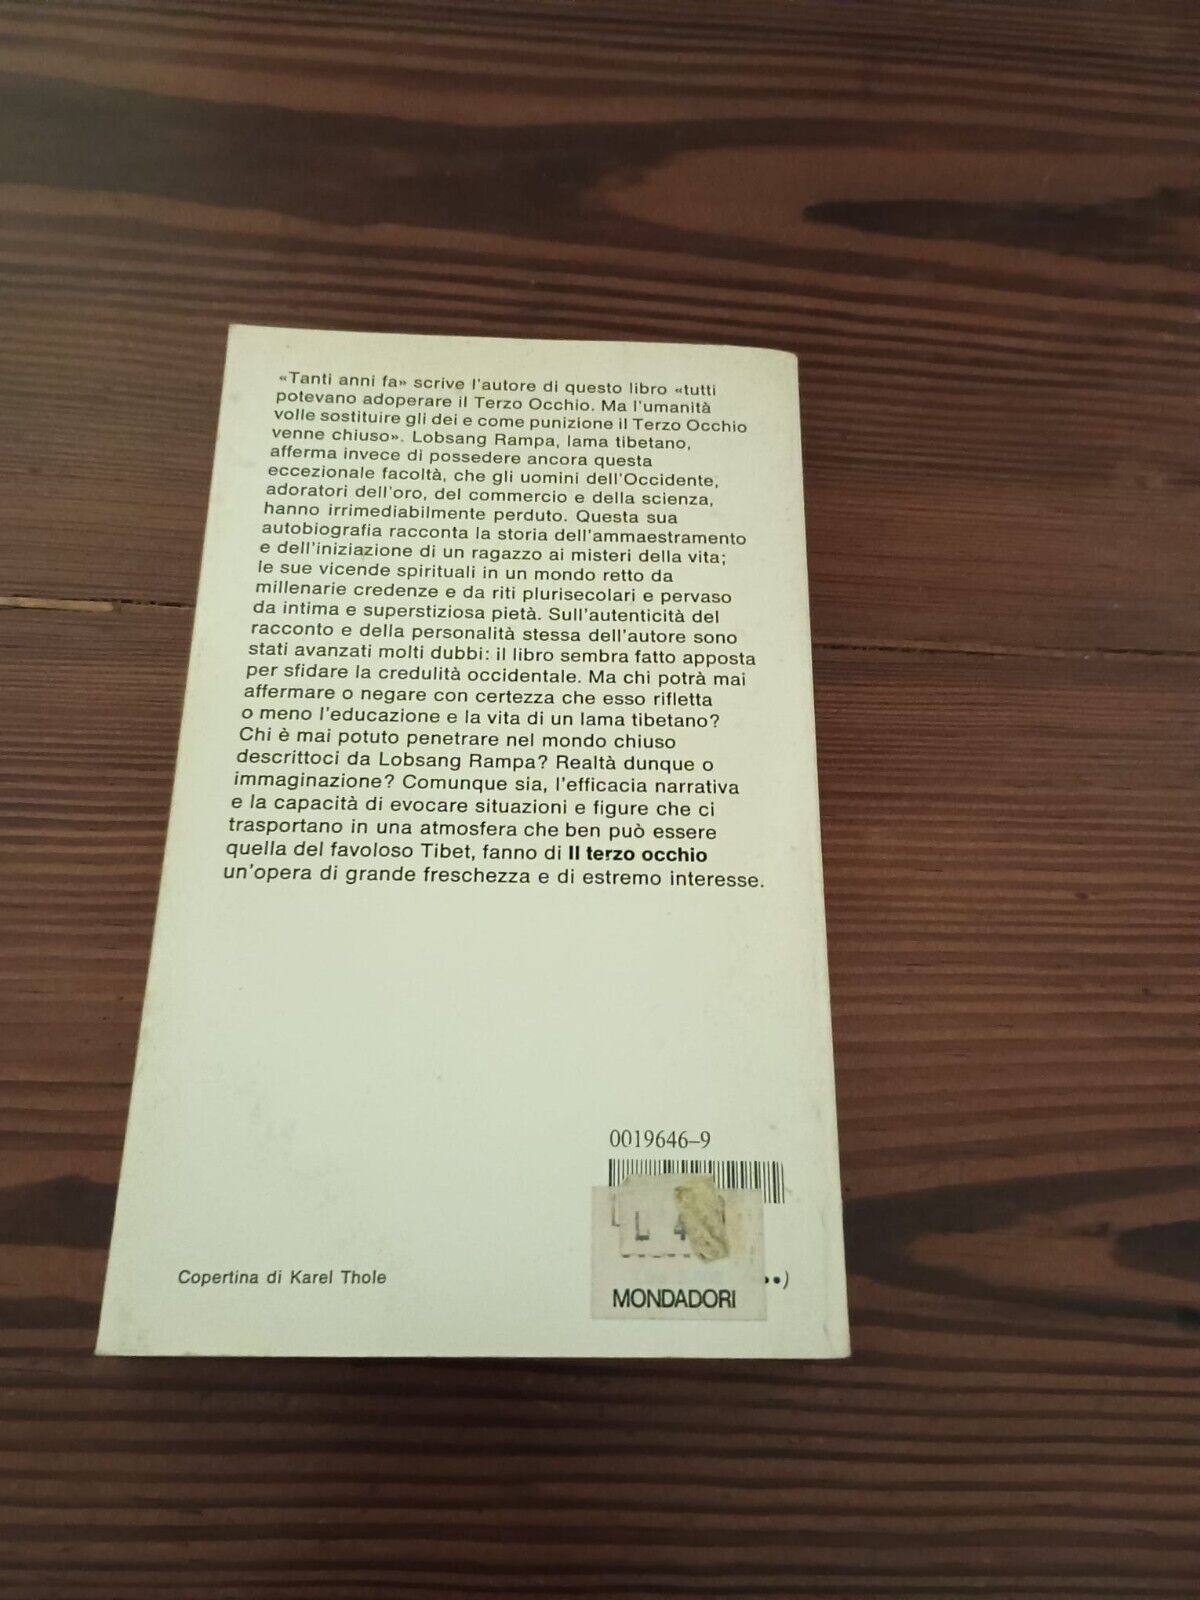 «Tanti anni fa» scrive l'autore di questo libro «tutti
potevano adoperare il Terzo Occhio. Ma l'umanità
volle sostituire gli dei e come punizione il Terzo Occhio
venne chiuso». Lobsang Rampa, lama tibetano,
afferma invece di possedere ancora questa
eccezionale facoltà, che gli uomini dell'Occidente,
adoratori dell'oro, del commercio e della scienza,
hanno irrimediabilmente perduto. Questa sua
autobiografia racconta la storia dell'ammaestramento
e dell'iniziazione di un ragazzo ai misteri della vita;
le sue vicende spirituali in un mondo retto da
millenarie credenze e da riti plurisecolari e pervaso
da intima e superstiziosa pietà. Sull'autenticità del
racconto e della personalità stessa dell'autore sono
stati avanzati molti dubbi: il libro sembra fatto apposta
per sfidare la credulità occidentale. Ma chi potrà mai
affermare o negare con certezza che esso rifletta
o meno l'educazione e la vita di un lama tibetano?
Chi è mai potuto penetrare nel mondo chiuso
descrittoci da Lobsang Rampa? Realtà dunque o
immaginazione? Comunque sia, l'efficacia narrativa
e la capacità di evocare situazioni e figure che ci
trasportano in una atmosfera che ben può essere
quella del favoloso Tibet, fanno di Il terzo occhio
un'opera di grande freschezza e di estremo interesse.
0019646-9
L 4
Copertina di Karel Thole
MONDADORI